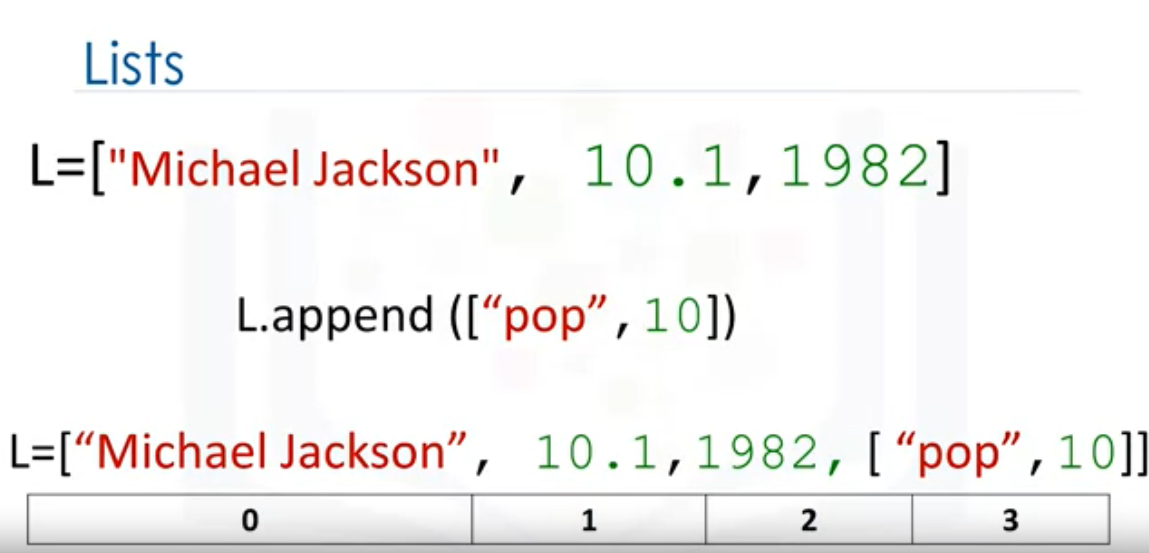 Lists
L=["Michael Jackson", 10.1,1982]
L.append ([“pop”,10])
L=[“Michael Jackson”, 10.1,1982, [ “pop”,10]]
0 1 2 3